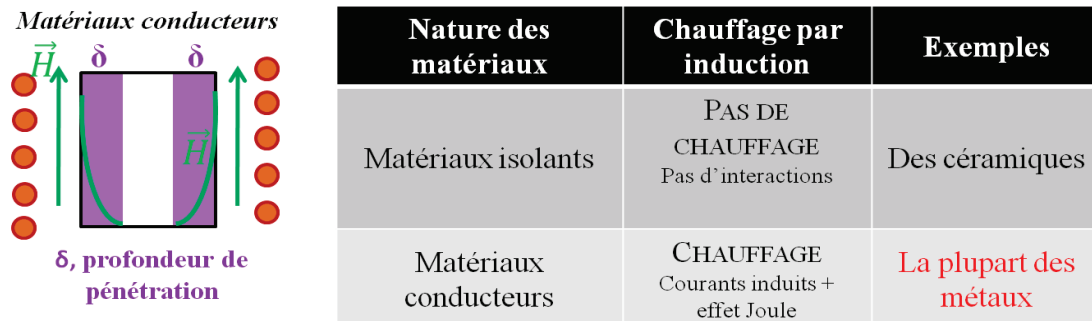 Matériaux conducteurs
δ δ
H
H
δ, profondeur de
pénétration
Nature des
matériaux
Chauffage par
induction
Exemples
Matériaux isolants
PAS DE
CHAUFFAGE
Pas d'interactions
Des céramiques
Matériaux
conducteurs
CHAUFFAGE
Courants induits +
effet Joule
La plupart des
métaux